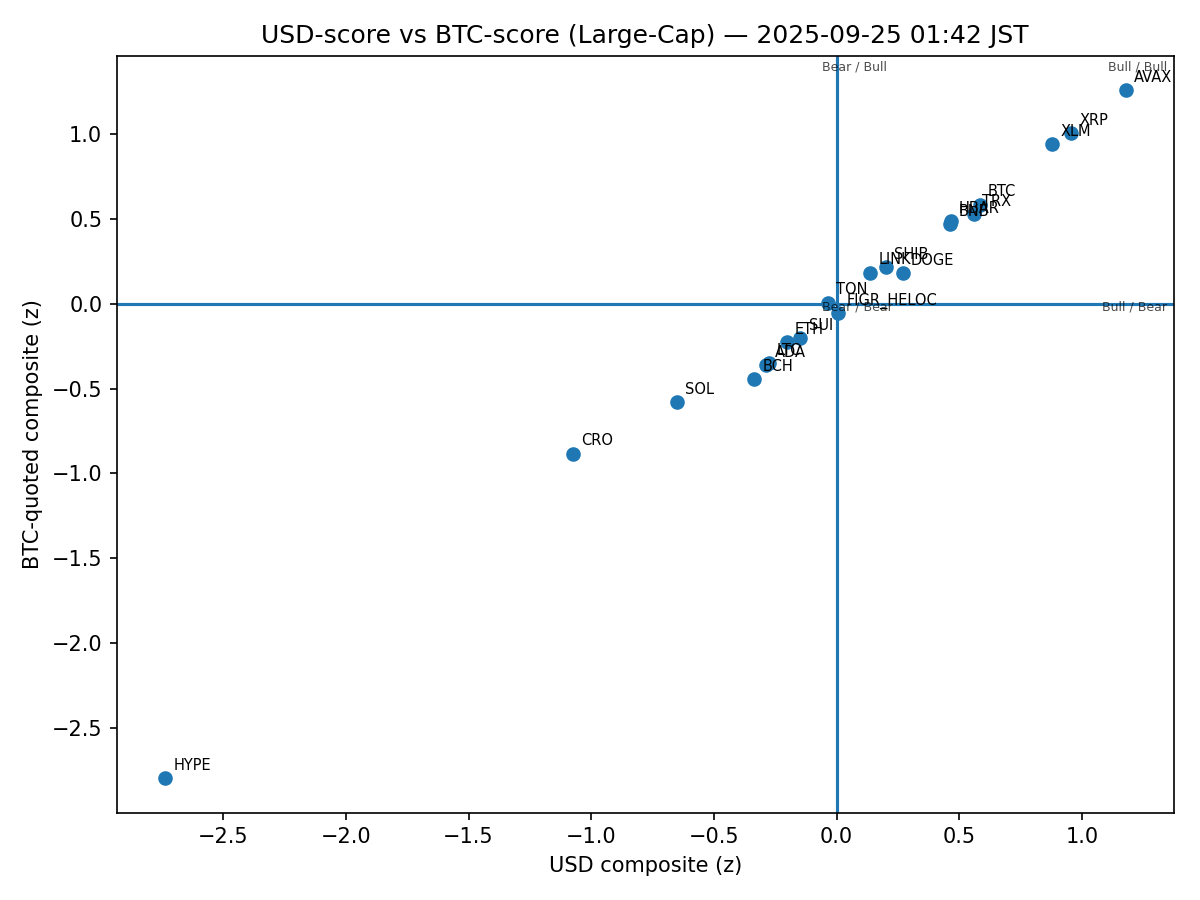 USD-score vs BTC-score (Large-Cap) — 2025-09-25 01:42 JST
Bear / Bull
Bull / Bull
AVAX
XRP
XLM
BTC
TRX
HBAR
BNB
SHIB
LINK
DOGE
TON
FIGR_HELOC
Bear / Bear
Bull / Bear
SUI
ETH
LTC
ADA
BCH
SOL
CRO
HYPE
1.0
0.5
0.0
−0.5
−1.0
−1.5
−2.0
−2.5
BTC-quoted composite (z)
−2.5
−2.0
−1.5
−1.0
−0.5
0.0
0.5
1.0
USD composite (z)